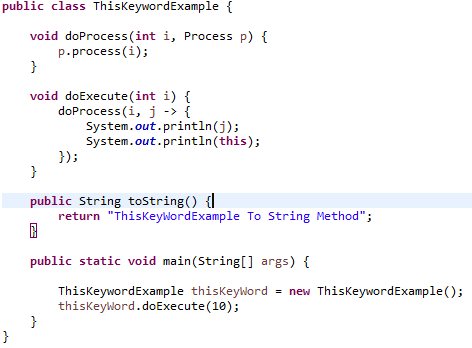 public class ThisKeywordExample {
void doProcess(int i, Process p) {
p.process(i);
}
void doExecute(int i) {
doProcess(i, j -> {
System.out.println(j);
System.out.println(this);
});
}
public String toString() {
return "ThisKeyWordExample To String Method";
}
public static void main(String[] args) {
ThisKeywordExample thisKeyWord = new ThisKeywordExample();
thisKeyWord.doExecute(10);
}
}